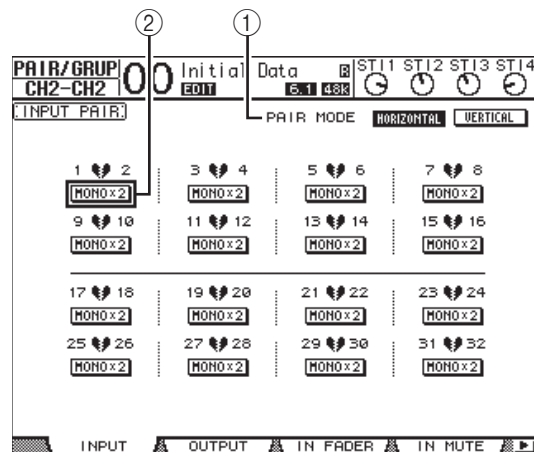 ② ①
PAIR/GRUP 00 Initial Data R ST11 ST12 ST13 ST14
CH2-CH2 EDIT 6.1 48k
INPUT PAIR PAIR MODE HORIZONTAL VERTICAL
1 2 3 4 5 6 7 8
MONO×2 MONO×2 MONO×2 MONO×2
9 10 11 12 13 14 15 16
MONO×2 MONO×2 MONO×2 MONO×2
17 18 19 20 21 22 23 24
MONO×2 MONO×2 MONO×2 MONO×2
25 26 27 28 29 30 31 32
MONO×2 MONO×2 MONO×2 MONO×2
INPUT OUTPUT IN FADER IN MUTE